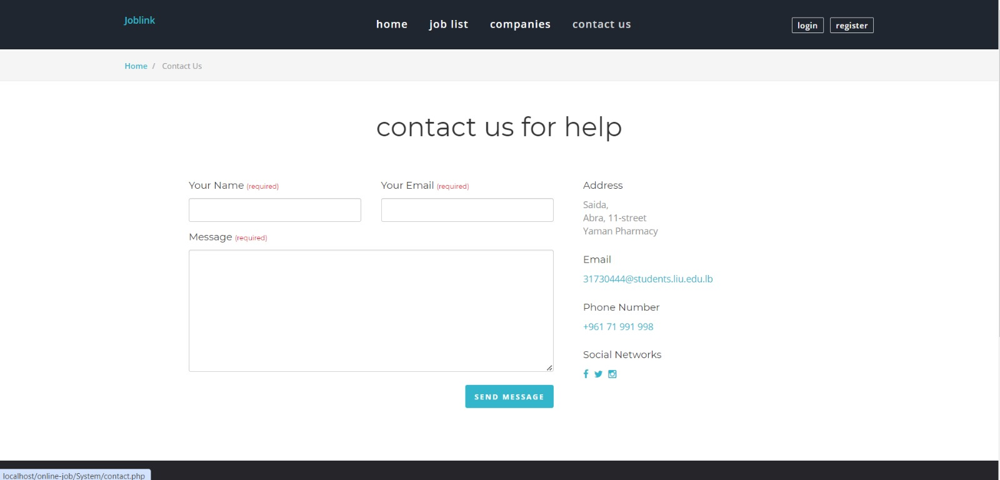 Joblink
home job list companies contact us
login register
Home / Contact Us
contact us for help
Your Name (required)
Your Email (required)
Message (required)
SEND MESSAGE
Address
Saida,
Abra, 11-street
Yaman Pharmacy
Email
31730444@students.liu.edu.lb
Phone Number
+961 71 991 998
Social Networks
localhost/online-job/System/contact.php